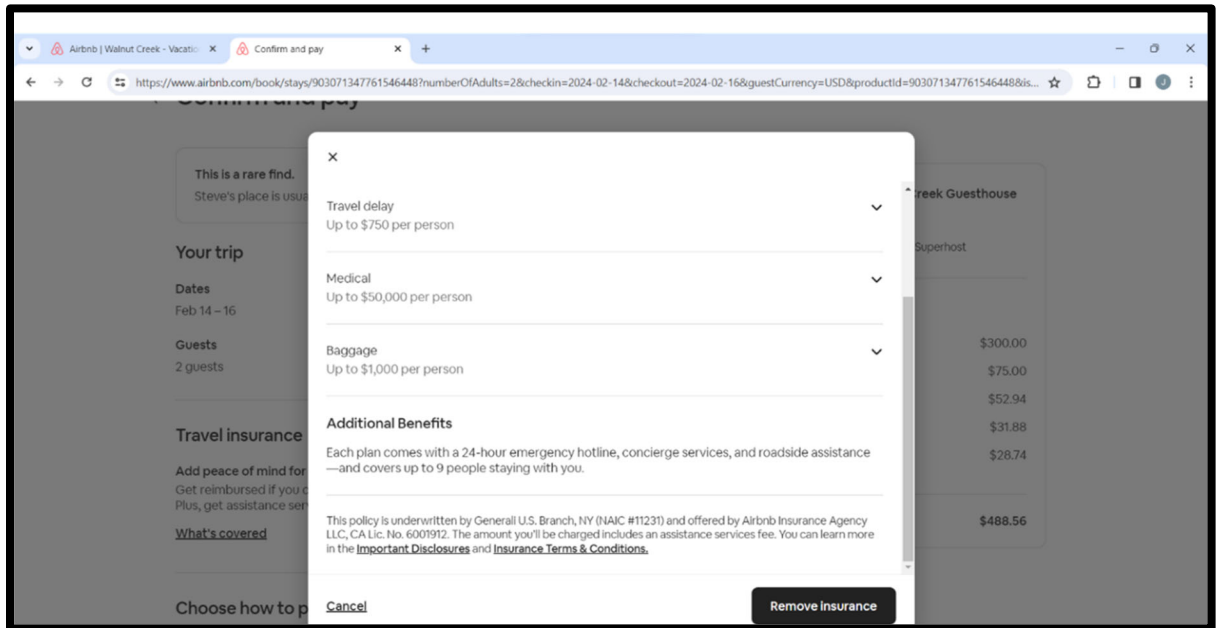 Airbnb | Walnut Creek - Vacatio
Confirm and pay
https://www.airbnb.com/book/stays/903071347761546448?numberOfAdults=2&checkin=2024-02-14&checkout=2024-02-16&guestCurrency=USD&productId=903071347761546448&is...
J
Confirm and pay
This is a rare find.
Steve's place is usua
Your trip
Dates
Feb 14 – 16
Guests
2 guests
Travel insurance
Add peace of mind for
Get reimbursed if you c
Plus, get assistance ser
What's covered
Choose how to p
Travel delay
Up to $750 per person
Medical
Up to $50,000 per person
Baggage
Up to $1,000 per person
Additional Benefits
Each plan comes with a 24-hour emergency hotline, concierge services, and roadside assistance
—and covers up to 9 people staying with you.
This policy is underwritten by Generali U.S. Branch, NY (NAIC #11231) and offered by Airbnb Insurance Agency
LLC, CA Lic. No. 6001912. The amount you'll be charged includes an assistance services fee. You can learn more
in the Important Disclosures and Insurance Terms & Conditions.
Cancel
Remove insurance
Creek Guesthouse
Superhost
$300.00
$75.00
$52.94
$31.88
$28.74
$488.56